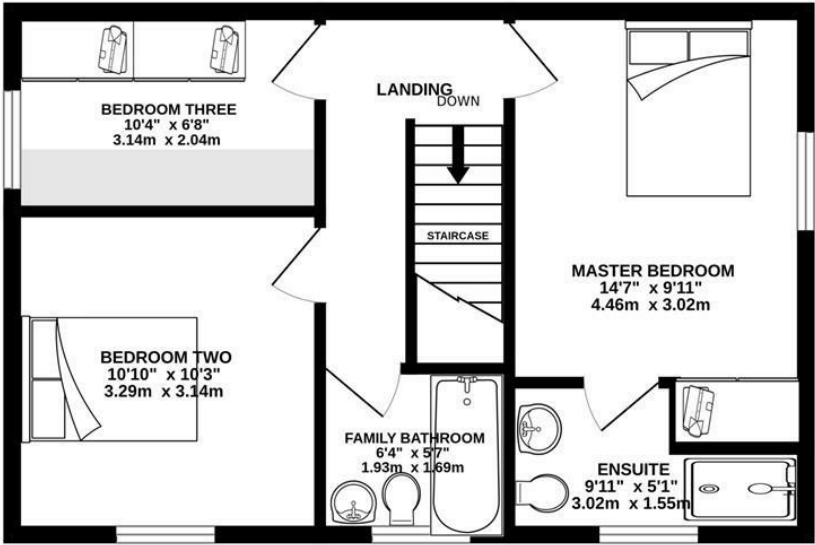 LANDING
DOWN
BEDROOM THREE
10'4" x 6'8"
3.14m x 2.04m
STAIRCASE
MASTER BEDROOM
14'7" x 9'11"
4.46m x 3.02m
BEDROOM TWO
10'10" x 10'3"
3.29m x 3.14m
FAMILY BATHROOM
6'4" x 5'7"
1.93m x 1.69m
ENSUITE
9'11" x 5'1"
3.02m x 1.55m